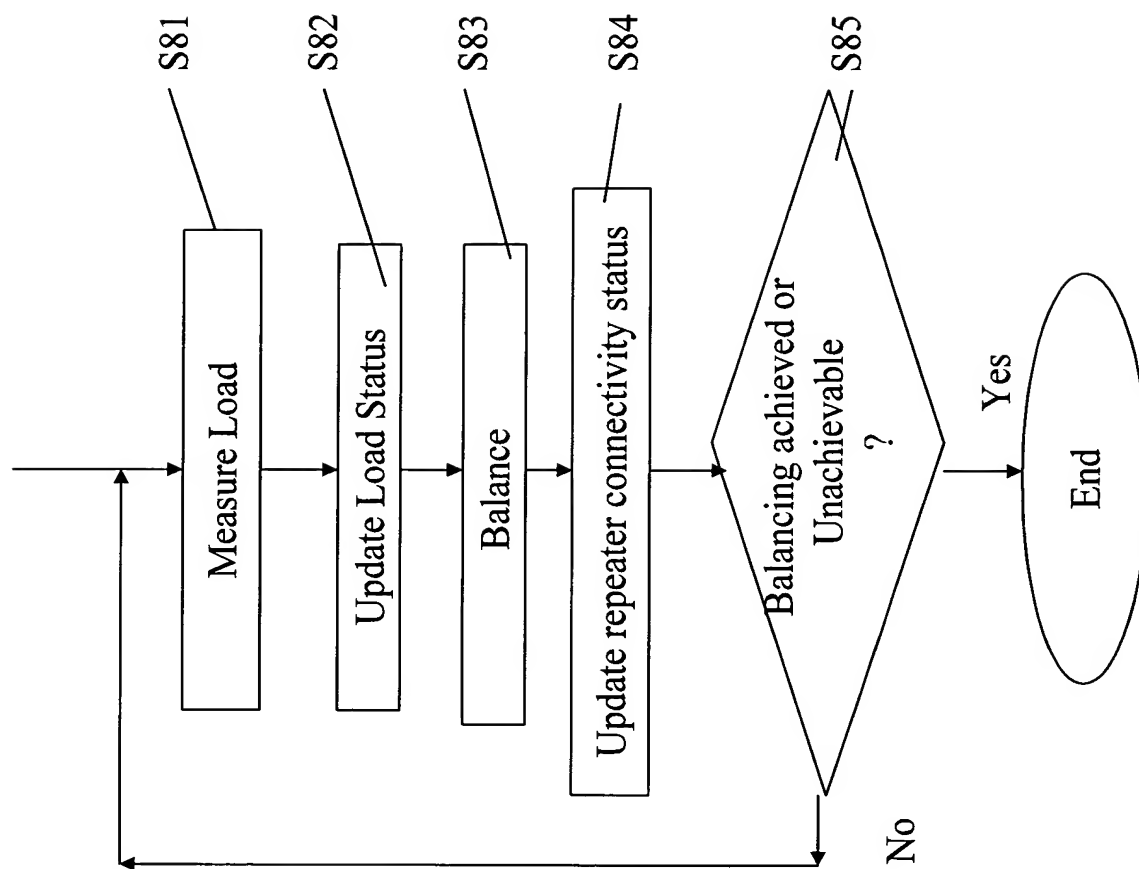 S81
Measure Load
S82
Update Load Status
S83
Balance
S84
Update repeater connectivity status
S85
Balancing achieved or
Unachievable
?
No
Yes
End